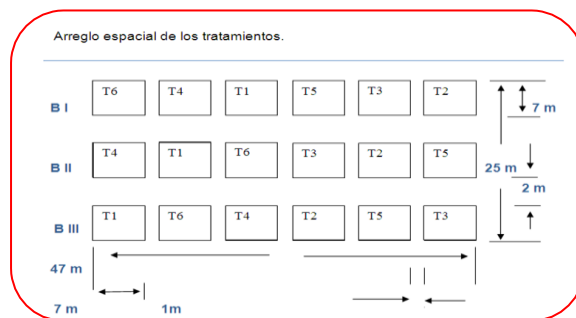 Arreglo espacial de los tratamientos.
T6 T4 T1 T5 T3 T2
B I
7 m
T4 T1 T6 T3 T2 T5
B II
25 m
2 m
T1 T6 T4 T2 T5 T3
B III
47 m
7 m 1m